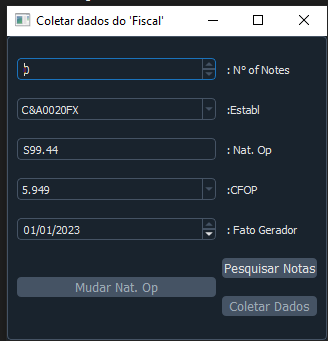 Coletar dados do 'Fiscal'
: Nº of Notes
C&A0020FX :Establ
S99.44 : Nat. Op
5.949 :CFOP
01/01/2023 : Fato Gerador
Pesquisar Notas
Mudar Nat. Op
Coletar Dados